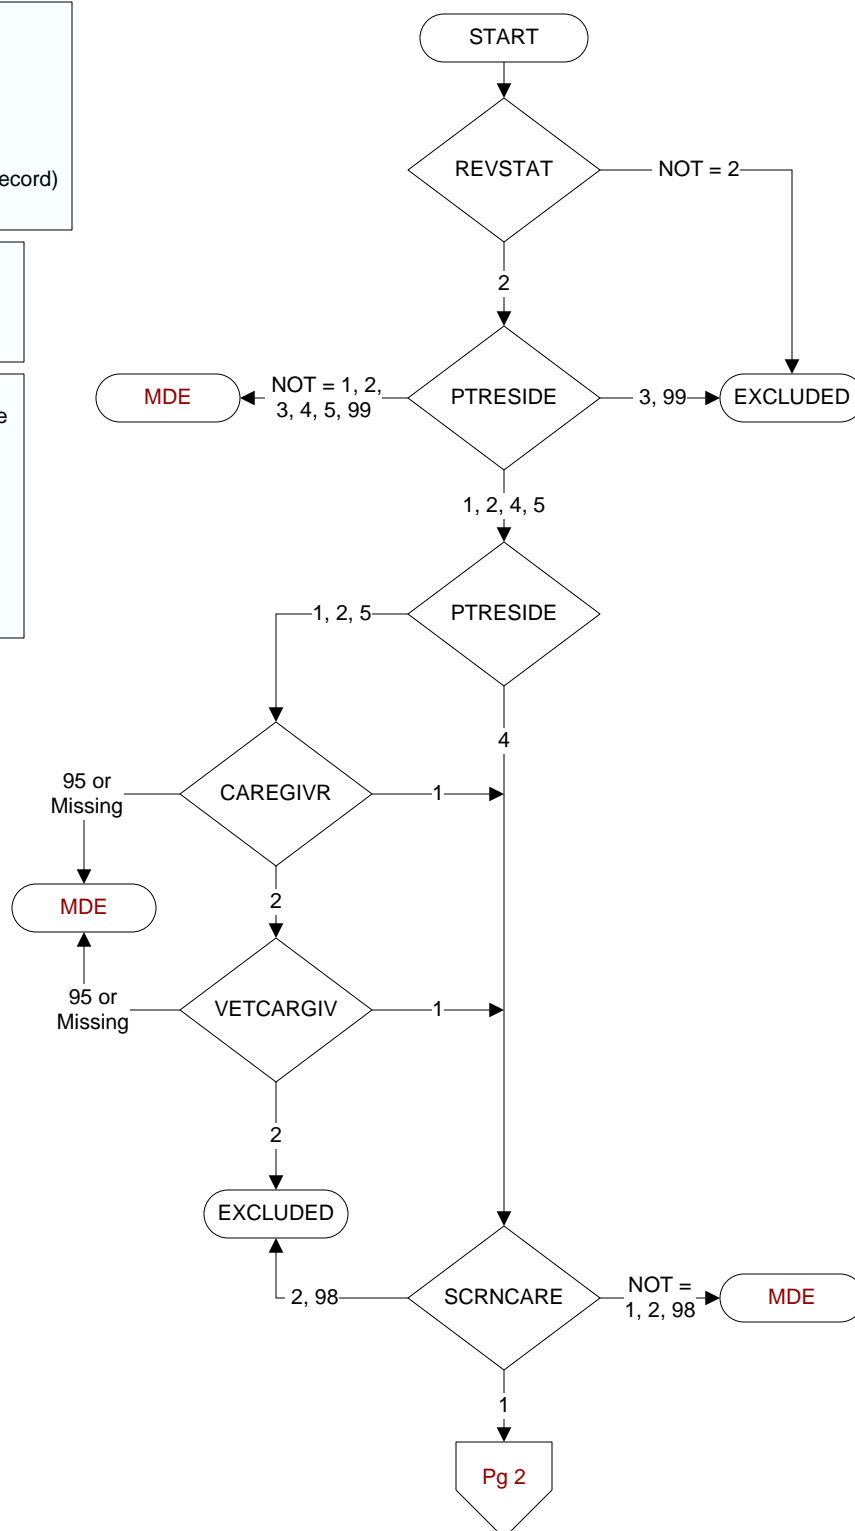 START
ecord)
REVSTAT
NOT = 2
2
MDE
NOT = 1, 2,
3, 4, 5, 99
PTRESIDE
3, 99
EXCLUDED
e
1, 2, 4, 5
1, 2, 5
PTRESIDE
4
95 or
Missing
CAREGIVR
1
MDE
2
95 or
Missing
VETCARGIV
1
2
EXCLUDED
2, 98
SCRNCARE
NOT =
1, 2, 98
MDE
1
Pg 2